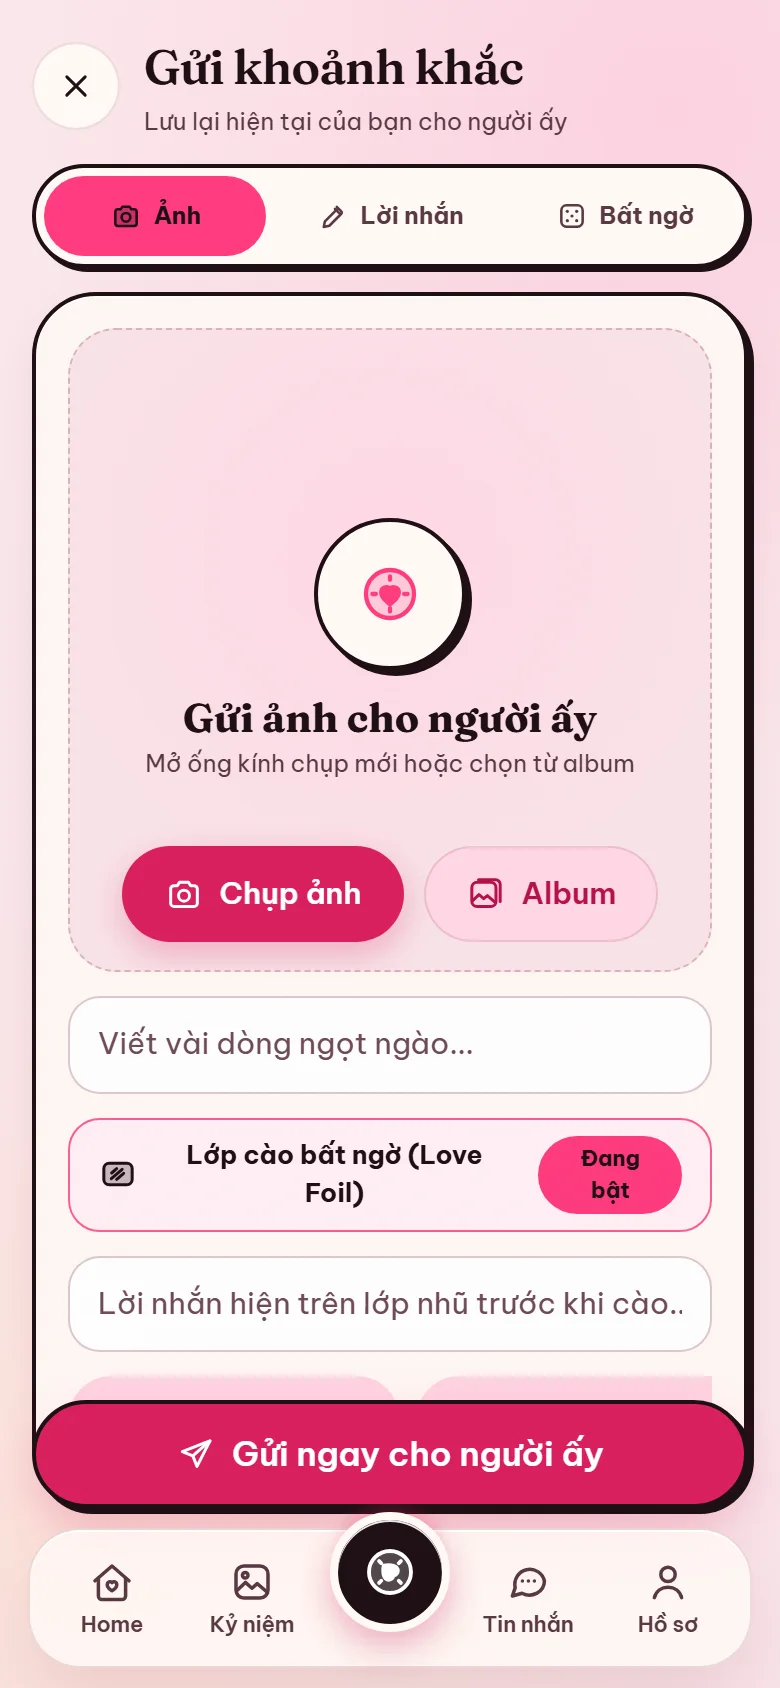 Gửi khoảnh khắc
Lưu lại hiện tại của bạn cho người ấy
Ảnh
Lời nhắn
Bất ngờ
Gửi ảnh cho người ấy
Mở ống kính chụp mới hoặc chọn từ album
Chụp ảnh
Album
Viết vài dòng ngọt ngào...
Lớp cào bất ngờ (Love
Foil)
Đang
bật
Lời nhắn hiện trên lớp nhũ trước khi cào..
Gửi ngay cho người ấy
Home
Kỷ niệm
Tin nhắn
Hồ sơ